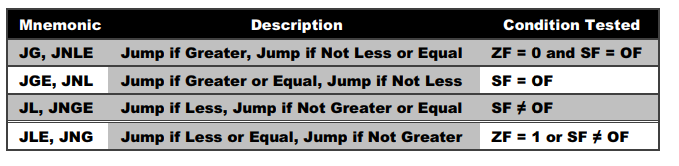 Mnemonic Description Condition Tested
JG, JNLE Jump if Greater, Jump if Not Less or Equal ZF = 0 and SF = OF
JGE, JNL Jump if Greater or Equal, Jump if Not Less SF = OF
JL, JNGE Jump if Less, Jump if Not Greater or Equal SF ≠ OF
JLE, JNG Jump if Less or Equal, Jump if Not Greater ZF = 1 or SF ≠ OF